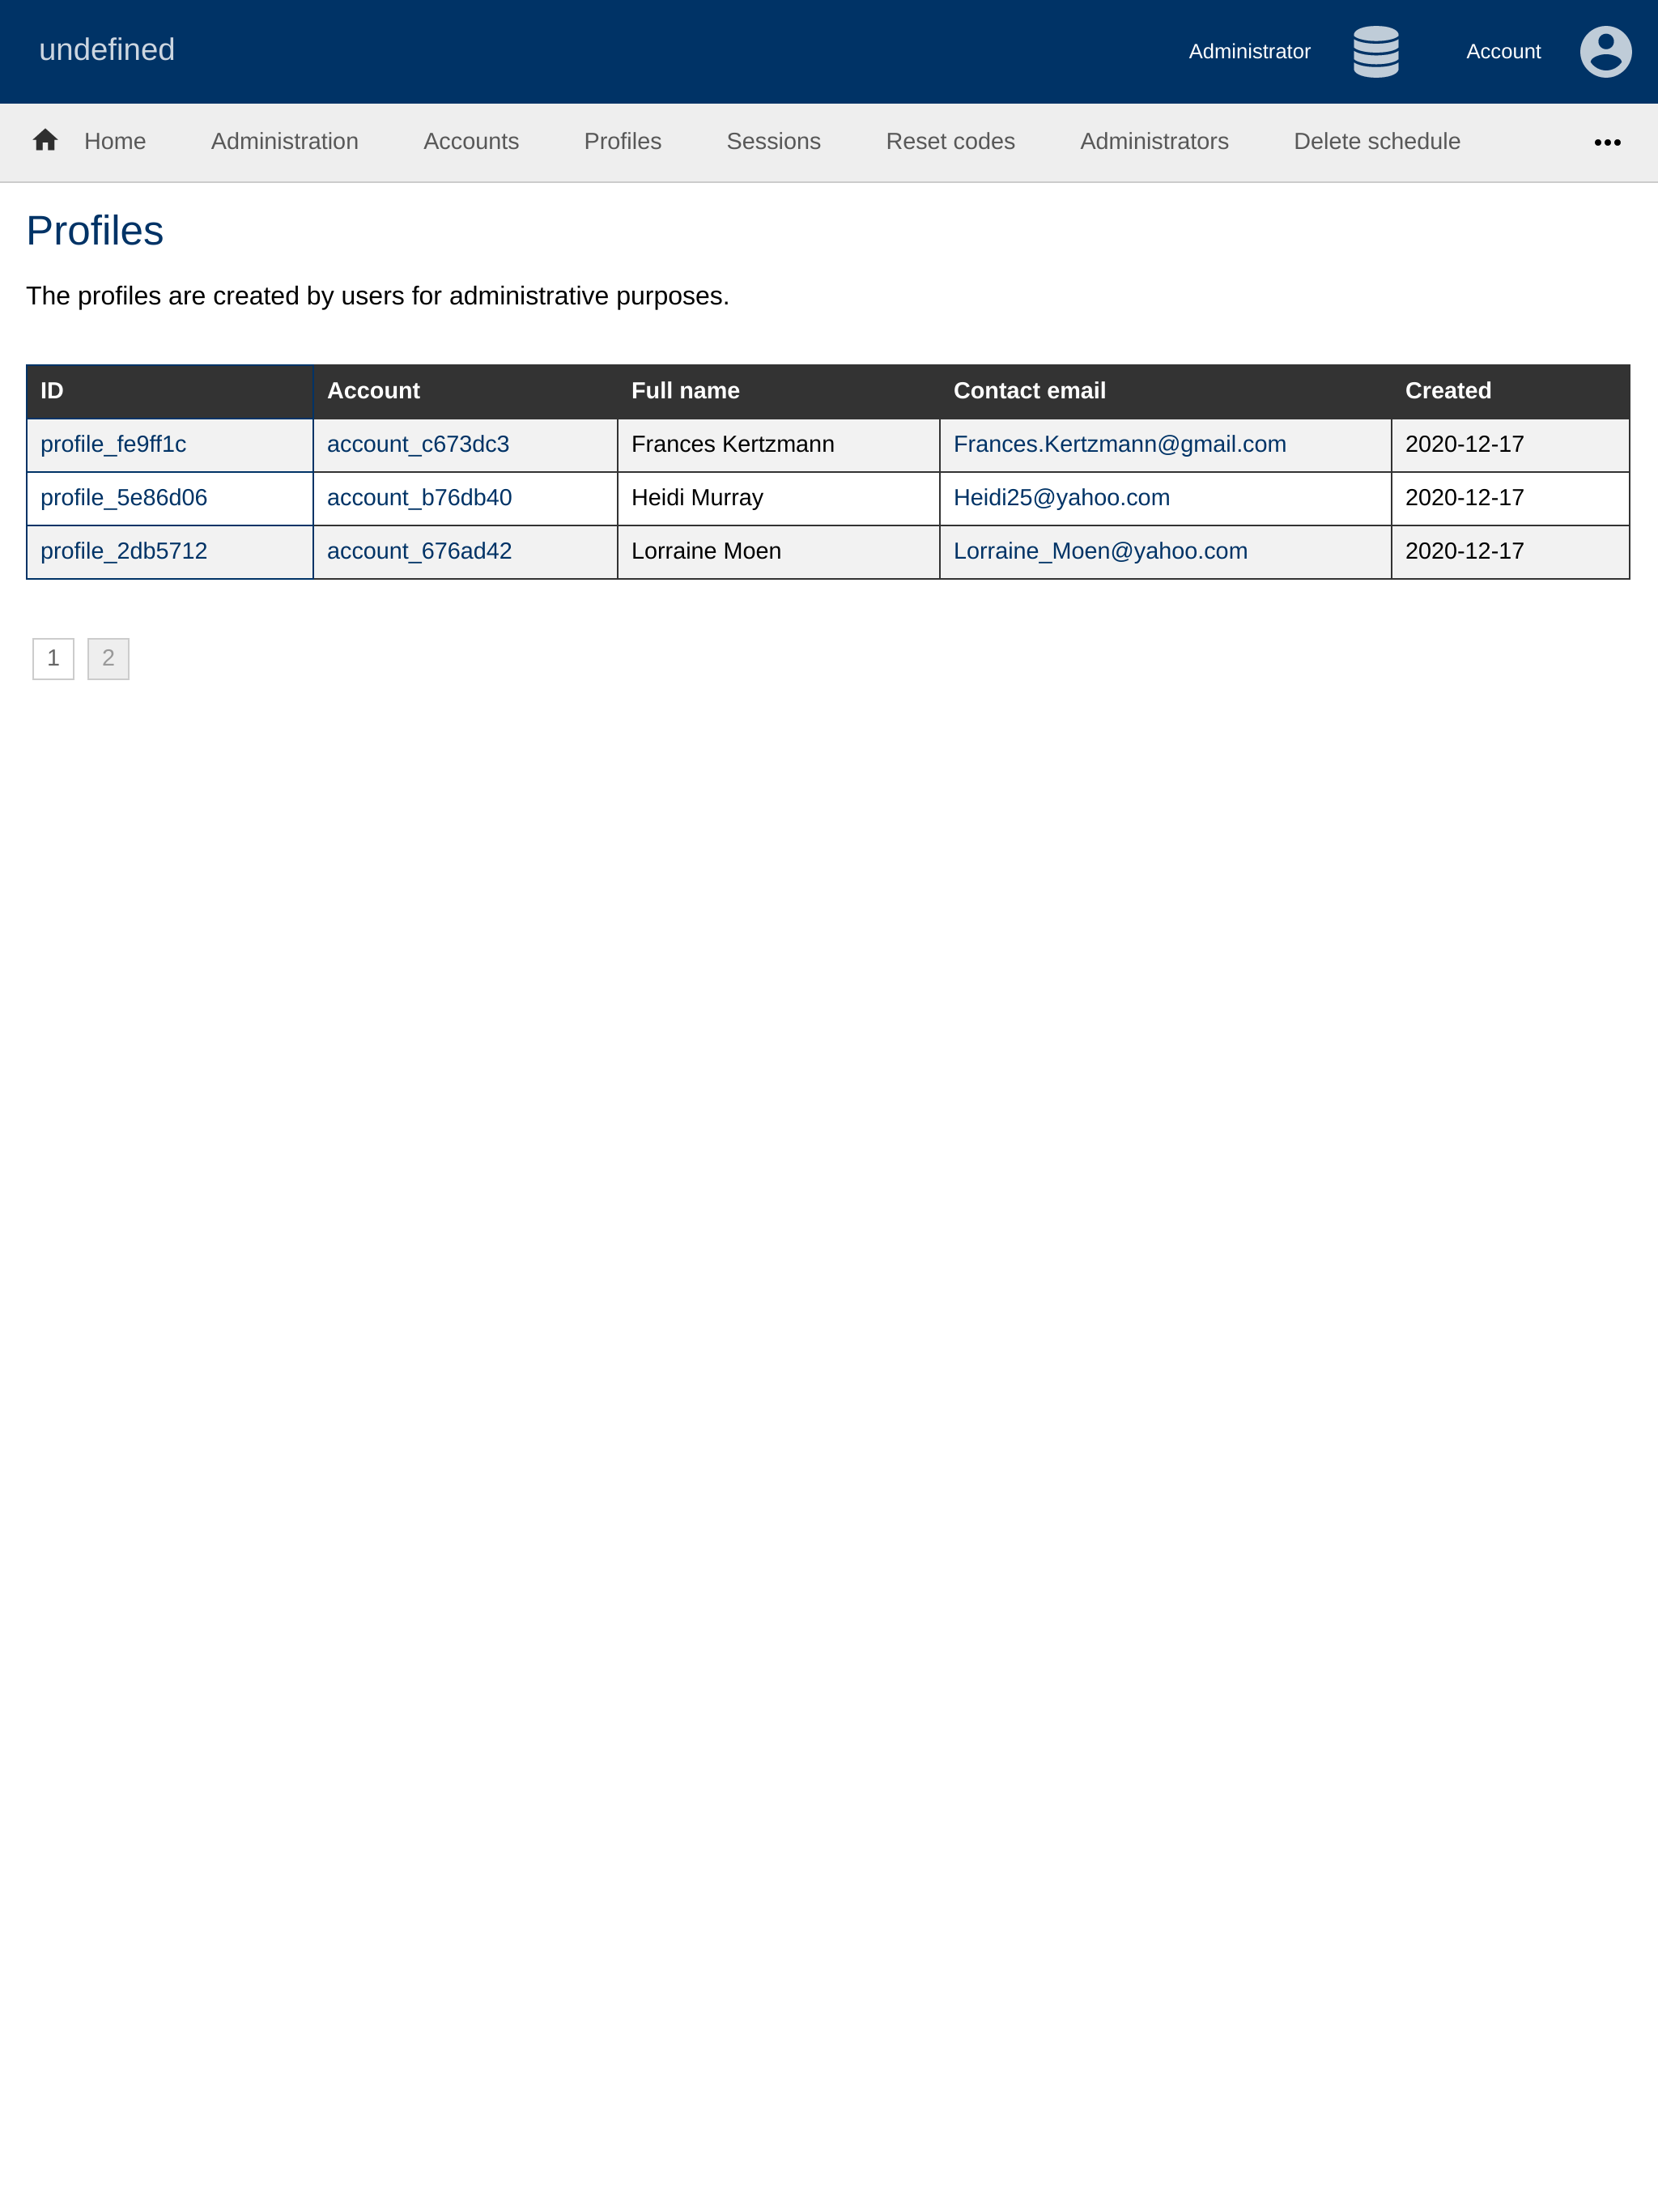 undefined
Administrator Account
Home Administration Accounts Profiles Sessions Reset codes Administrators Delete schedule
Profiles
The profiles are created by users for administrative purposes.
ID Account Full name Contact email Created
profile_fe9ff1c account_c673dc3 Frances Kertzmann Frances.Kertzmann@gmail.com 2020-12-17
profile_5e86d06 account_b76db40 Heidi Murray Heidi25@yahoo.com 2020-12-17
profile_2db5712 account_676ad42 Lorraine Moen Lorraine_Moen@yahoo.com 2020-12-17
1 2